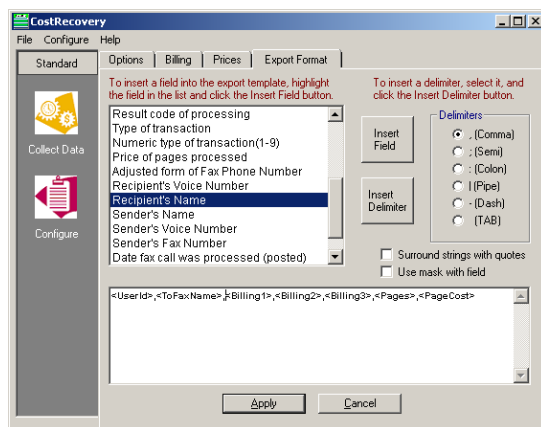 CostRecovery
File Configure Help
Standard
Options Billing Prices Export Format
To insert a field into the export template, highlight
the field in the list and click the Insert Field button.
To insert a delimiter, select it, and
click the Insert Delimiter button.
Result code of processing
Type of transaction
Numeric type of transaction(1-9)
Price of pages processed
Adjusted form of Fax Phone Number
Recipient's Voice Number
Recipient's Name
Sender's Name
Sender's Voice Number
Sender's Fax Number
Date fax call was processed (posted)
Insert
Field
Insert
Delimiter
Delimiters
, (Comma)
; (Semi)
: (Colon)
| (Pipe)
- (Dash)
(TAB)
Collect Data
Configure
Surround strings with quotes
Use mask with field
<UserId>,<ToFaxName>,<Billing1>,<Billing2>,<Billing3>,<Pages>,<PageCost>
Apply
Cancel